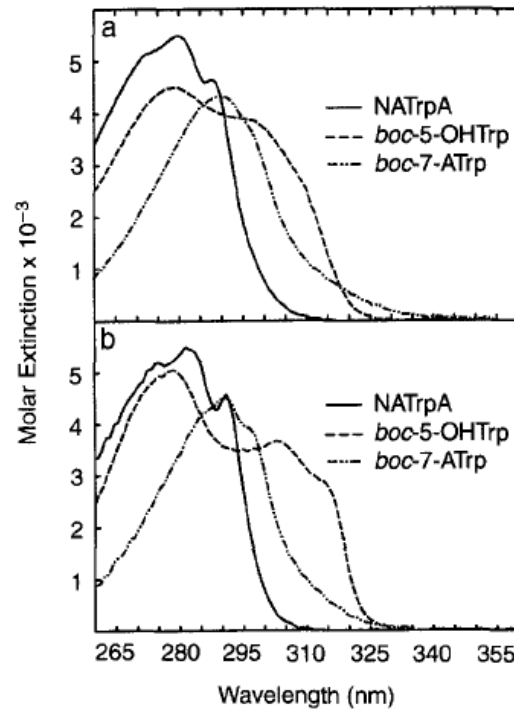 a
5
4
3
2
1
NATrpA
boc-5-OHTrp
boc-7-ATrp
Molar Extinction x 10⁻³
b
5
4
3
2
1
NATrpA
boc-5-OHTrp
boc-7-ATrp
265 280 295 310 325 340 355
Wavelength (nm)